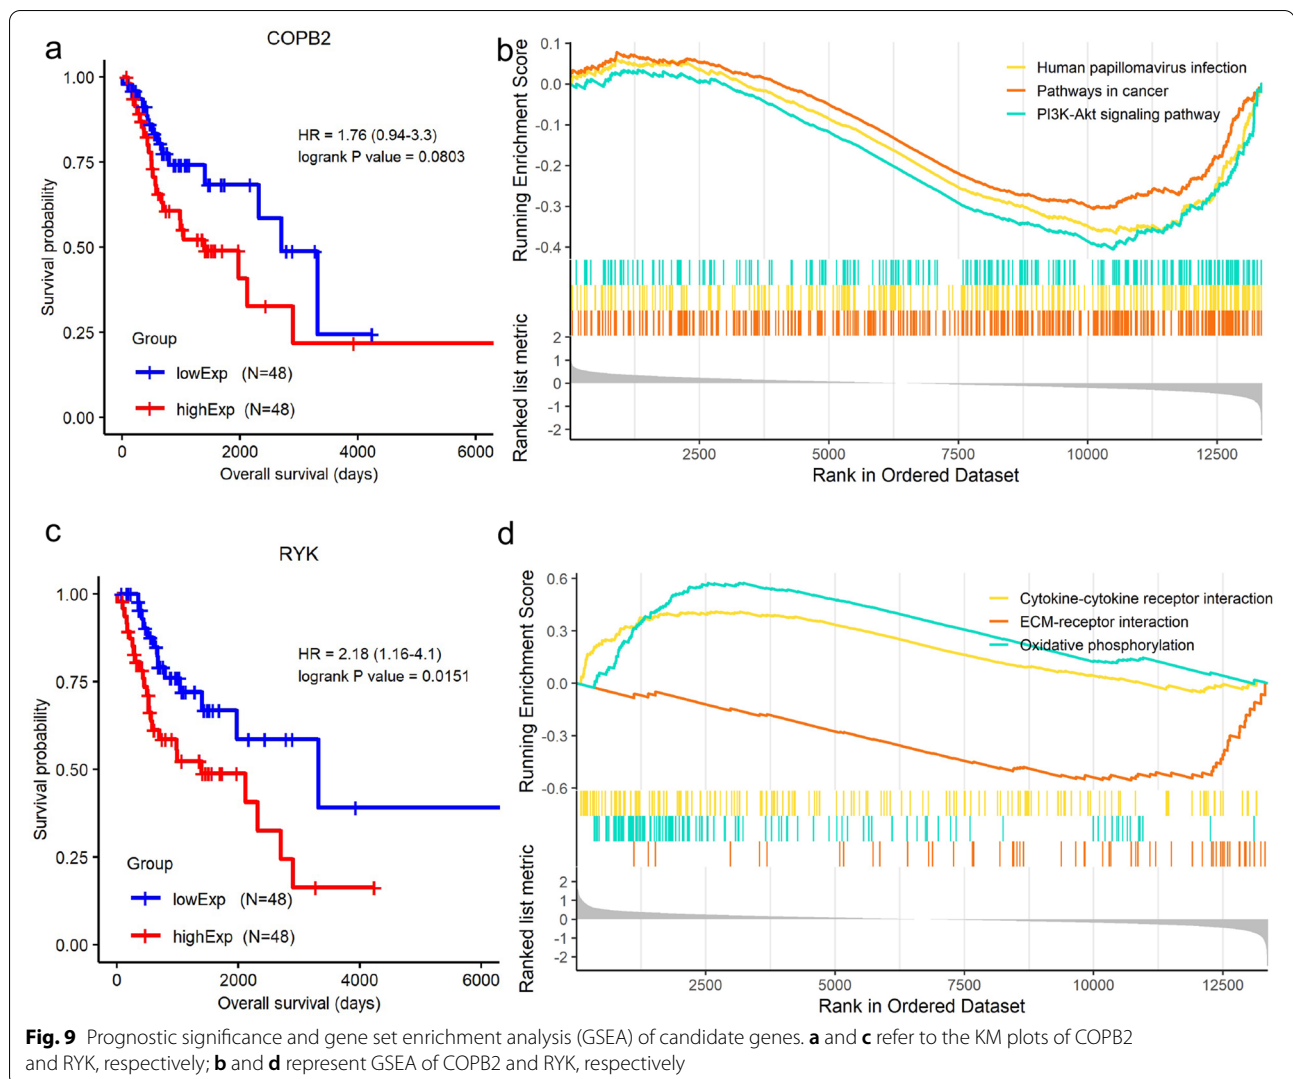 a
COPB2
Survival probability
1.00
0.75
0.50
0.25
0.00
HR = 1.76 (0.94-3.3)
logrank P value = 0.0803
Group
lowExp (N=48)
highExp (N=48)
0 2000 4000 6000
Overall survival (days)
b
Running Enrichment Score
0.1
0.0
-0.1
-0.2
-0.3
-0.4
Human papillomavirus infection
Pathways in cancer
PI3K-Akt signaling pathway
Ranked list metric
2
1
0
-1
-2
2500 5000 7500 10000 12500
Rank in Ordered Dataset
c
RYK
Survival probability
1.00
0.75
0.50
0.25
0.00
HR = 2.18 (1.16-4.1)
logrank P value = 0.0151
Group
lowExp (N=48)
highExp (N=48)
0 2000 4000 6000
Overall survival (days)
d
Running Enrichment Score
0.6
0.3
0.0
-0.3
-0.6
Cytokine-cytokine receptor interaction
ECM-receptor interaction
Oxidative phosphorylation
Ranked list metric
2
1
0
-1
-2
2500 5000 7500 10000 12500
Rank in Ordered Dataset
Fig. 9 Prognostic significance and gene set enrichment analysis (GSEA) of candidate genes. a and c refer to the KM plots of COPB2
and RYK, respectively; b and d represent GSEA of COPB2 and RYK, respectively